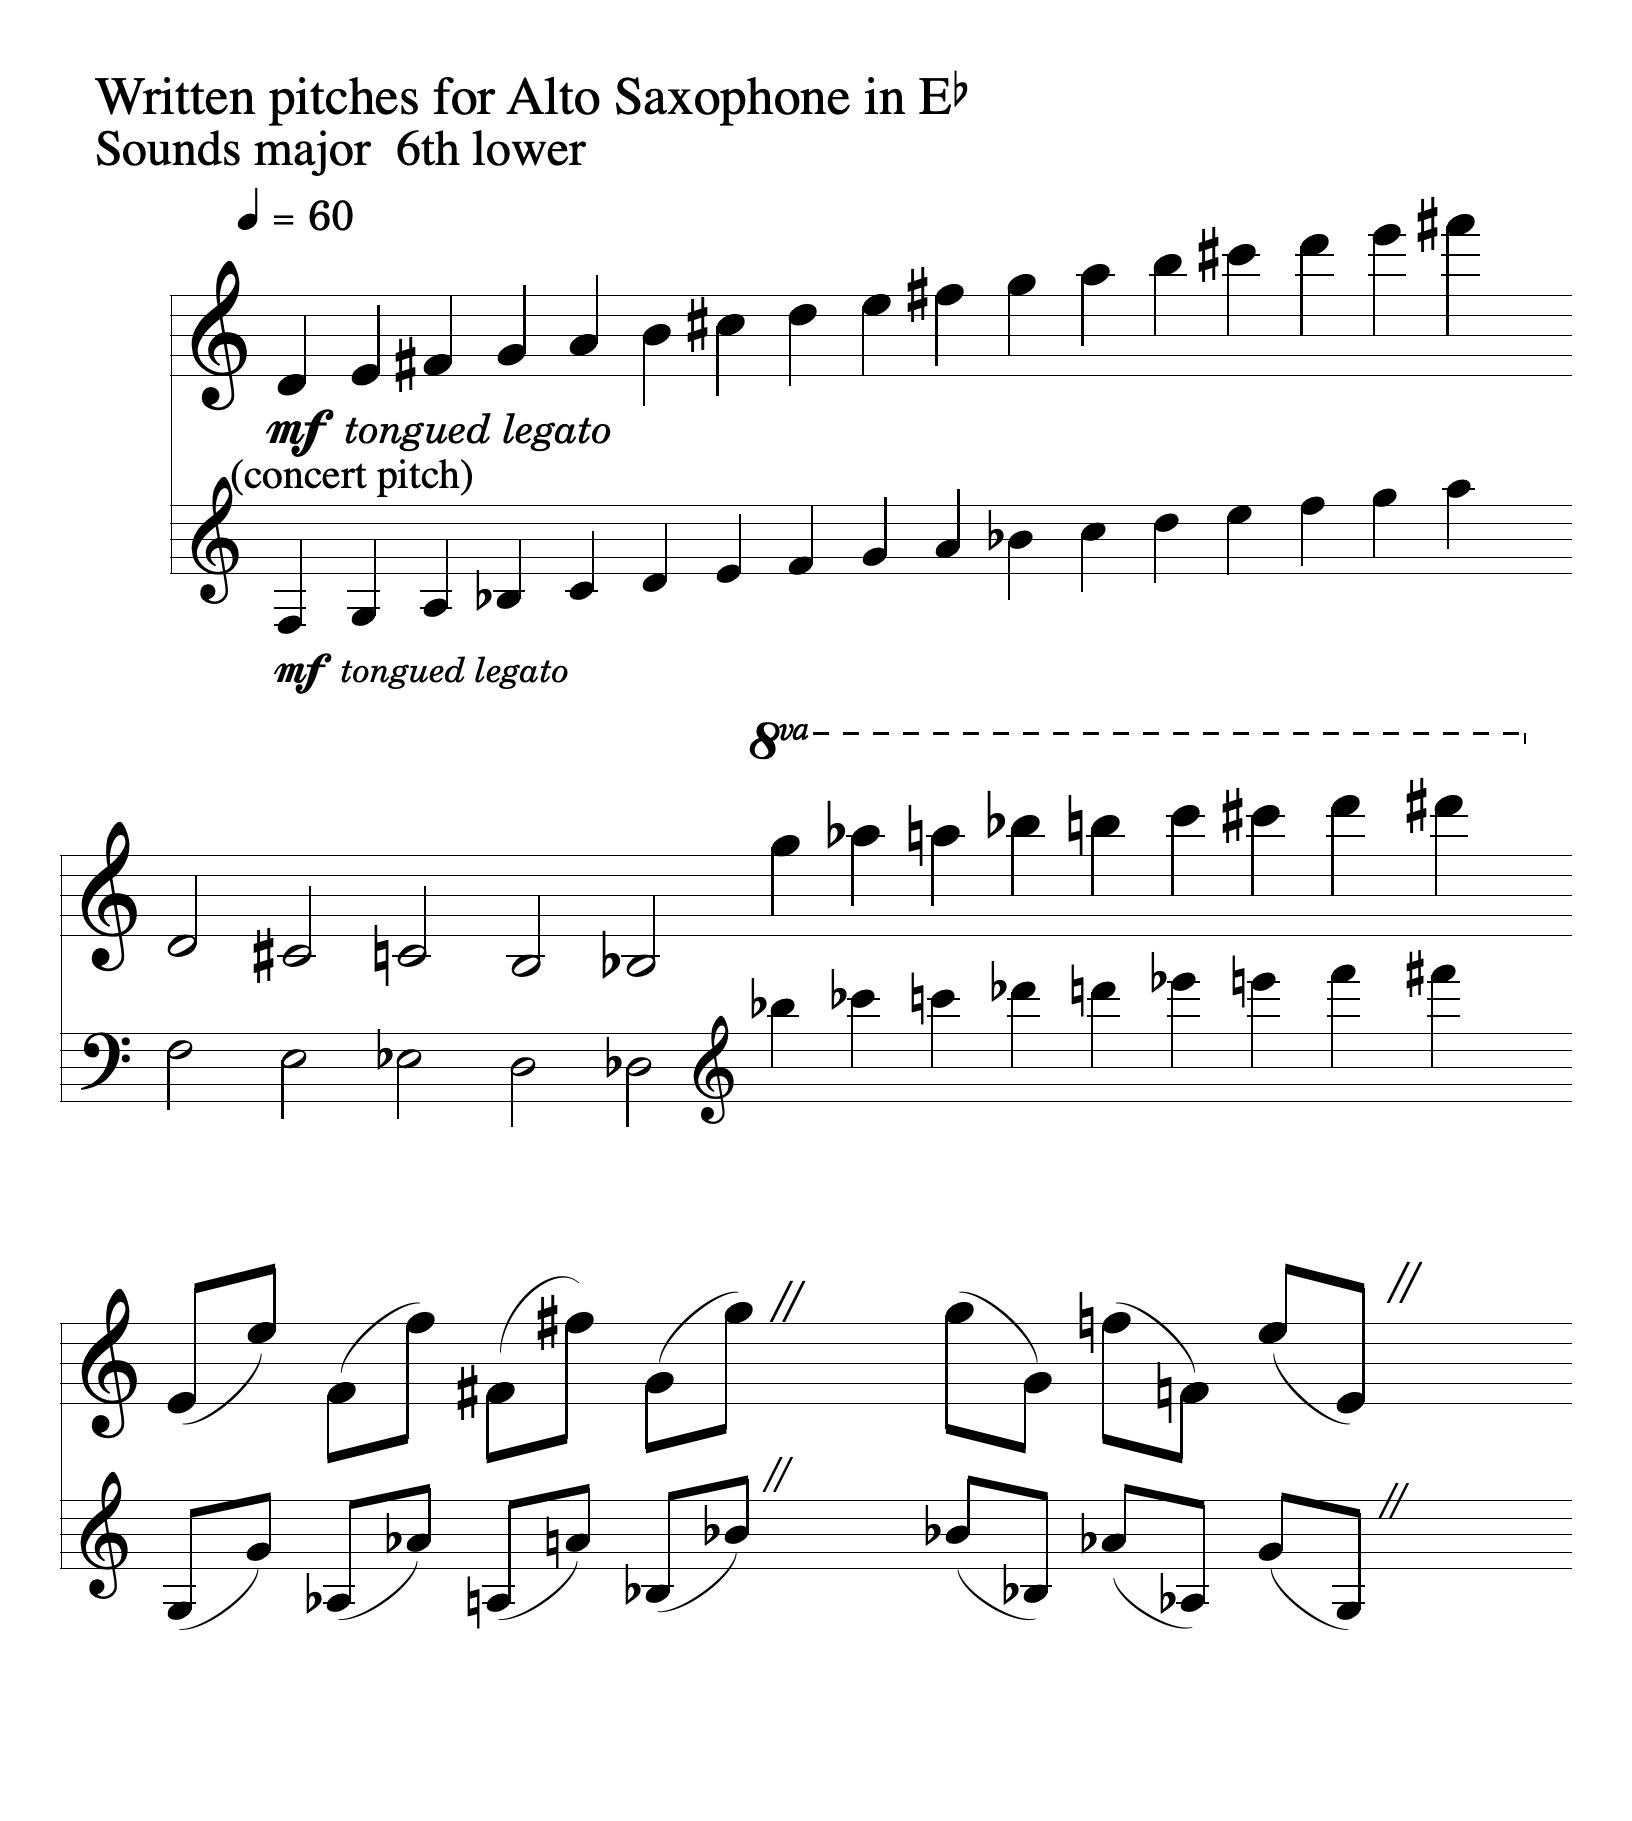 Written pitches for Alto Saxophone in E♭
Sounds major 6th lower
♩ = 60
mf tongued legato
(concert pitch)
mf tongued legato
8va